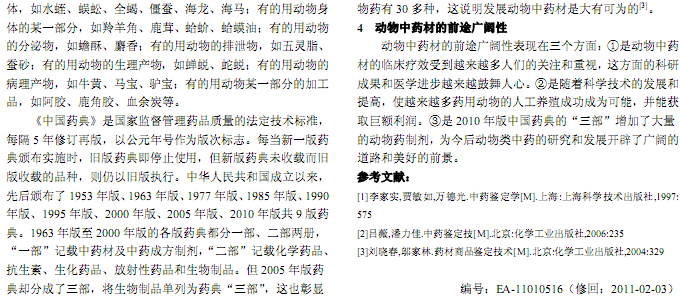 体，如水蛭、蜈蚣、全蝎、僵蚕、海龙、海马；有的用动物身
体的某一部分，如羚羊角、鹿茸、蛤蚧、蛤蟆油；有的用动物
的分泌物，如蟾酥、麝香；有的用动物的排泄物，如五灵脂、
蚕砂；有的用动物的生理产物，如蝉蜕、蛇蜕；有的用动物的
病理产物，如牛黄、马宝、驴宝；有的用动物某一部分的加工
品，如阿胶、鹿角胶、血余炭等。
《中国药典》是国家监督管理药品质量的法定技术标准，
每隔 5 年修订再版，以公元年号作为版次标志。每当新一版药
典颁布实施时，旧版药典即停止使用，但新版药典未收载而旧
版收载的品种，则仍以旧版执行。中华人民共和国成立以来，
先后颁布了 1953 年版、1963 年版、1977 年版、1985 年版、1990
年版、1995 年版、2000 年版、2005 年版、2010 年版共 9 版药
典。1963 年版至 2000 年版的各版药典都分一部、二部两册，
“一部”记载中药材及中药成方制剂，“二部”记载化学药品、
抗生素、生化药品、放射性药品和生物制品。但 2005 年版药
典却分成了三部，将生物制品单列为药典“三部”，这也彰显
物药有 30 多种，这说明发展动物中药材是大有可为的[3]。
4 动物中药材的前途广阔性
动物中药材的前途广阔性表现在三个方面：①是动物中药
材的临床疗效受到越来越多人们的关注和重视，这方面的科研
成果和医学进步越来越鼓舞人心。②是随着科学技术的发展和
提高，使越来越多药用动物的人工养殖成功成为可能，并能获
取巨额利润。③是 2010 年版中国药典的“三部”增加了大量
的动物药制剂，为今后动物类中药的研究和发展开辟了广阔的
道路和美好的前景。
参考文献：
[1]李家实,贾敏如,万德光.中药鉴定学[M].上海:上海科学技术出版社,1997:
575
[2]吕薇,潘力佳.中药鉴定技[M].北京:化学工业出版社,2006:235
[3]刘晓春,邬家林.药材商品鉴定技术[M].北京:化学工业出版社,2004:329
编号：EA-11010516（修回：2011-02-03）